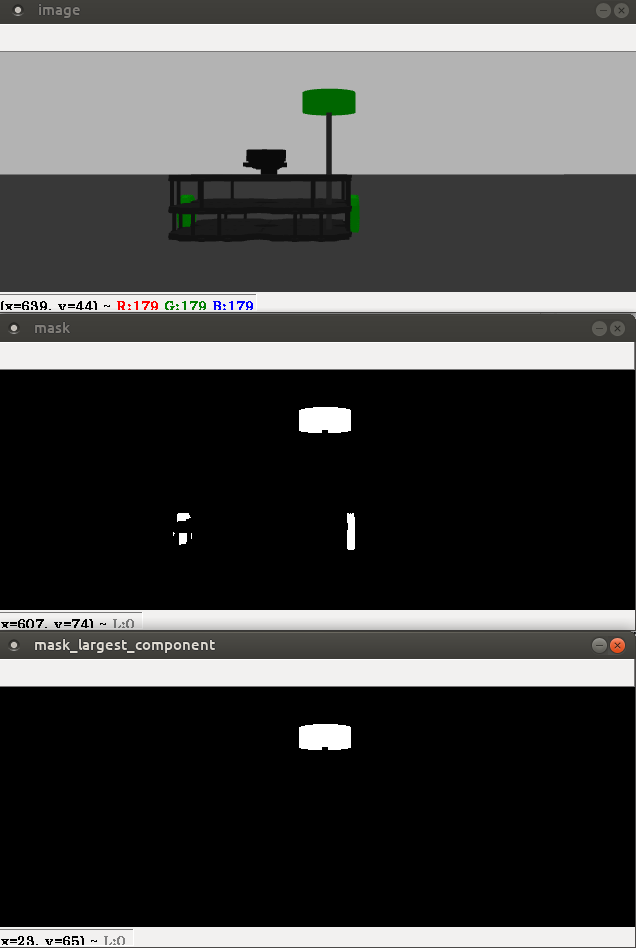 image
(x=639, y=44) ~ R:179 G:179 B:179
mask
x=607, y=74) ~ L:0
mask_largest_component
x=23, y=65) ~ L:0